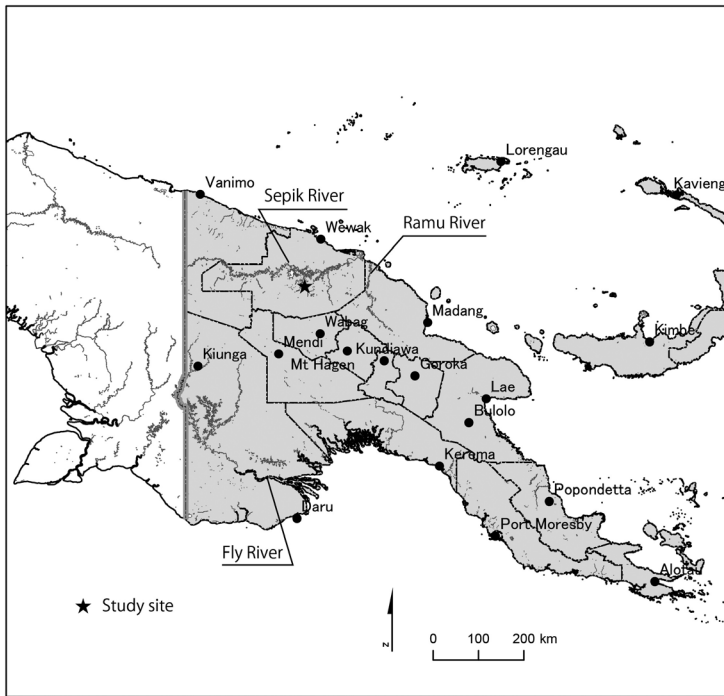 Lorengau
Kavieng
Vanimo
Sepik River
Wewak
Ramu River
Madang
Kimbe
Wabag
Mendi
Kundiawa
Mt Hagen
Kiunga
Goroka
Lae
Bulolo
Kerema
Popondetta
Daru
Port Moresby
Fly River
Alotau
★ Study site
N
0 100 200 km